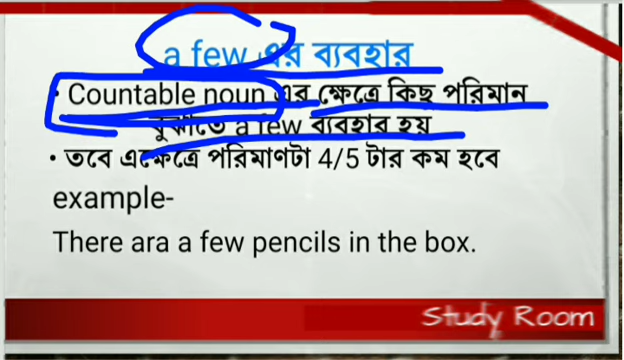 a few এর ব্যবহার
• Countable noun এর ক্ষেত্রে কিছু পরিমান
বুঝাতে a few ব্যবহার হয়
• তবে এক্ষেত্রে পরিমাণটা 4/5 টার কম হবে
example-
There ara a few pencils in the box.
Study Room